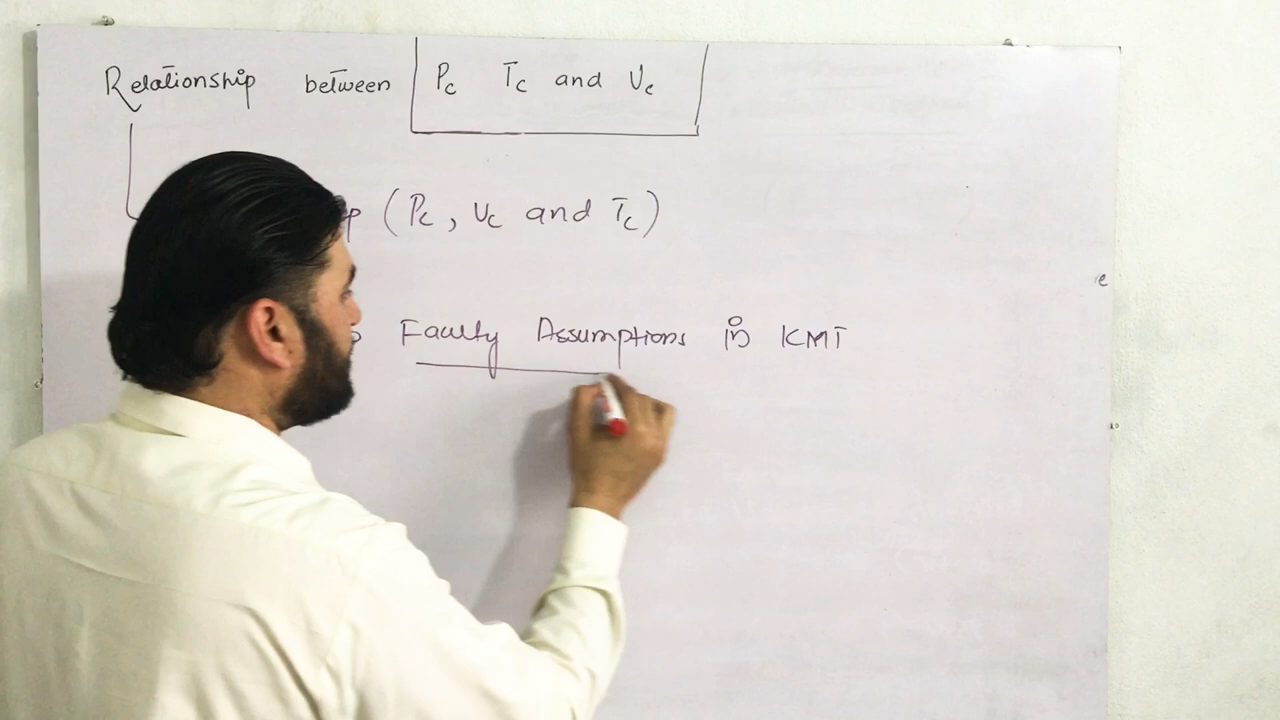 Relationship between Pc Tc and Vc
(Pc, Vc and Tc)
Faulty Assumptions in KMT